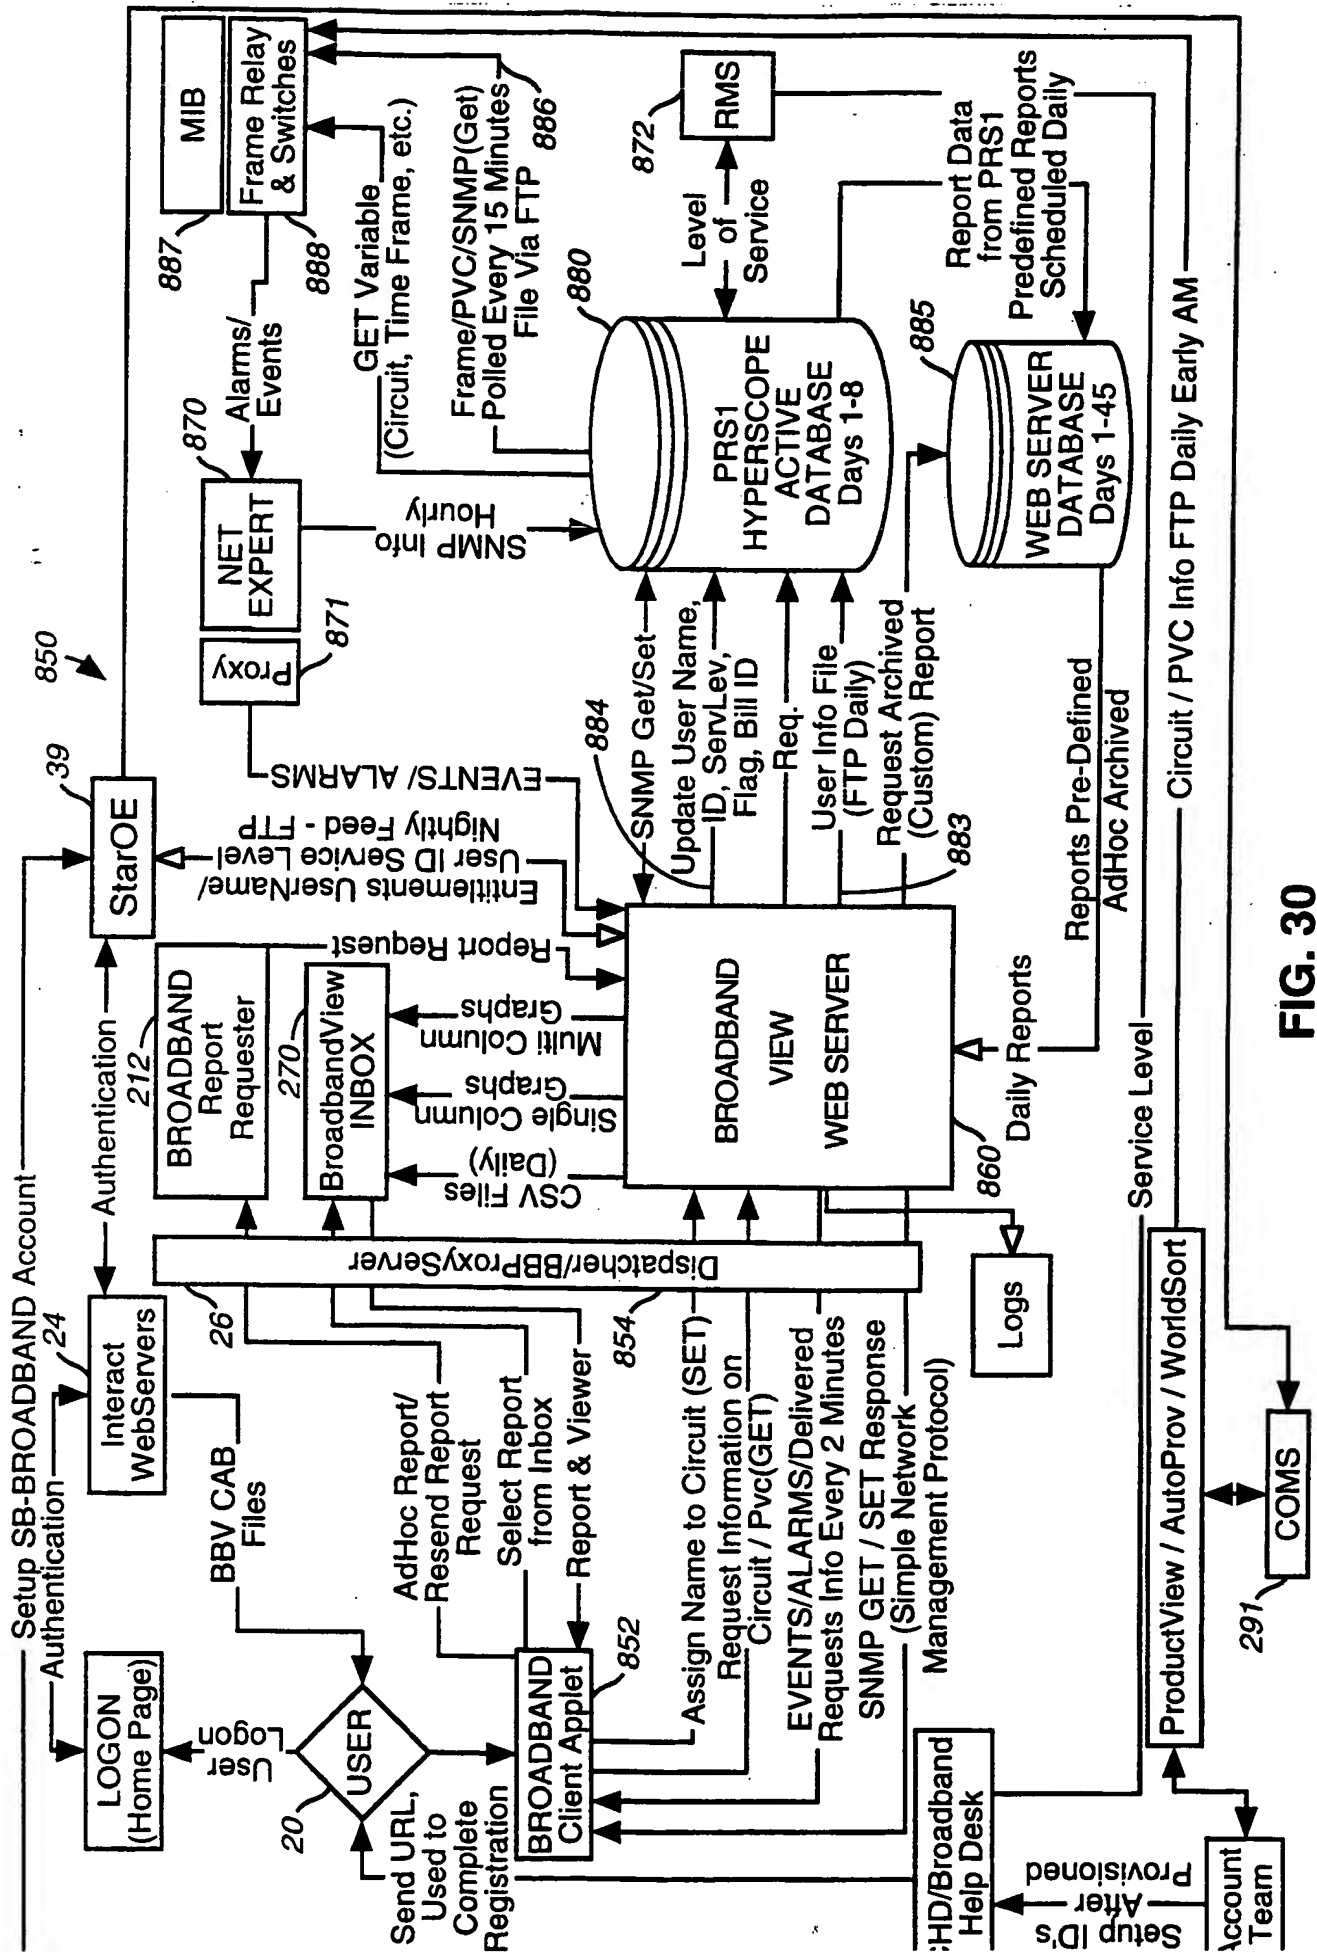 Setup SB-BROADBAND Account
Authentication
LOGON
(Home Page)
User
Logon
20
USER
Send URL,
Used to
Complete
Registration
24
Interact
WebServers
BBV CAB
Files
Authentication
39
StarOE
850
Entitlements UserName/
User ID Service Level
Nightly Feed - FTP
EVENTS/ ALARMS
Proxy
871
870
NET
EXPERT
Alarms/
Events
887
MIB
Frame Relay
& Switches
888
886
GET Variable
(Circuit, Time Frame, etc.)
Frame/PVC/SNMP(Get)
Polled Every 15 Minutes
File Via FTP
SNMP Info
Hourly
212
BROADBAND
Report
Requester
Report Request
270
BroadbandView
INBOX
CSV Files
(Daily)
Single Column
Graphs
Multi Column
Graphs
26
Dispatcher/BBProxyServer
854
AdHoc Report/
Resend Report
Request
Select Report
from Inbox
Report & Viewer
BROADBAND
Client Applet
852
Assign Name to Circuit (SET)
Request Information on
Circuit / Pvc(GET)
EVENTS/ALARMS/Delivered
Requests Info Every 2 Minutes
SNMP GET / SET Response
(Simple Network
Management Protocol)
BROADBAND
VIEW
WEB SERVER
860
Logs
Daily Reports
884
SNMP Get/Set
Update User Name,
ID, ServLev,
Flag, Bill ID
Req.
User Info File
(FTP Daily)
Request Archived
(Custom) Report
883
880
PRS1
HYPERSCOPE
ACTIVE
DATABASE
Days 1-8
Level
of
Service
872
RMS
Report Data
from PRS1
Predefined Reports
Scheduled Daily
885
WEB SERVER
DATABASE
Days 1-45
Reports Pre-Defined
AdHoc Archived
Service Level
Circuit / PVC Info FTP Daily Early AM
HD/Broadband
Help Desk
Setup ID's
After
Provisioned
Account
Team
ProductView / AutoProv / WorldSort
291
COMS
FIG. 30